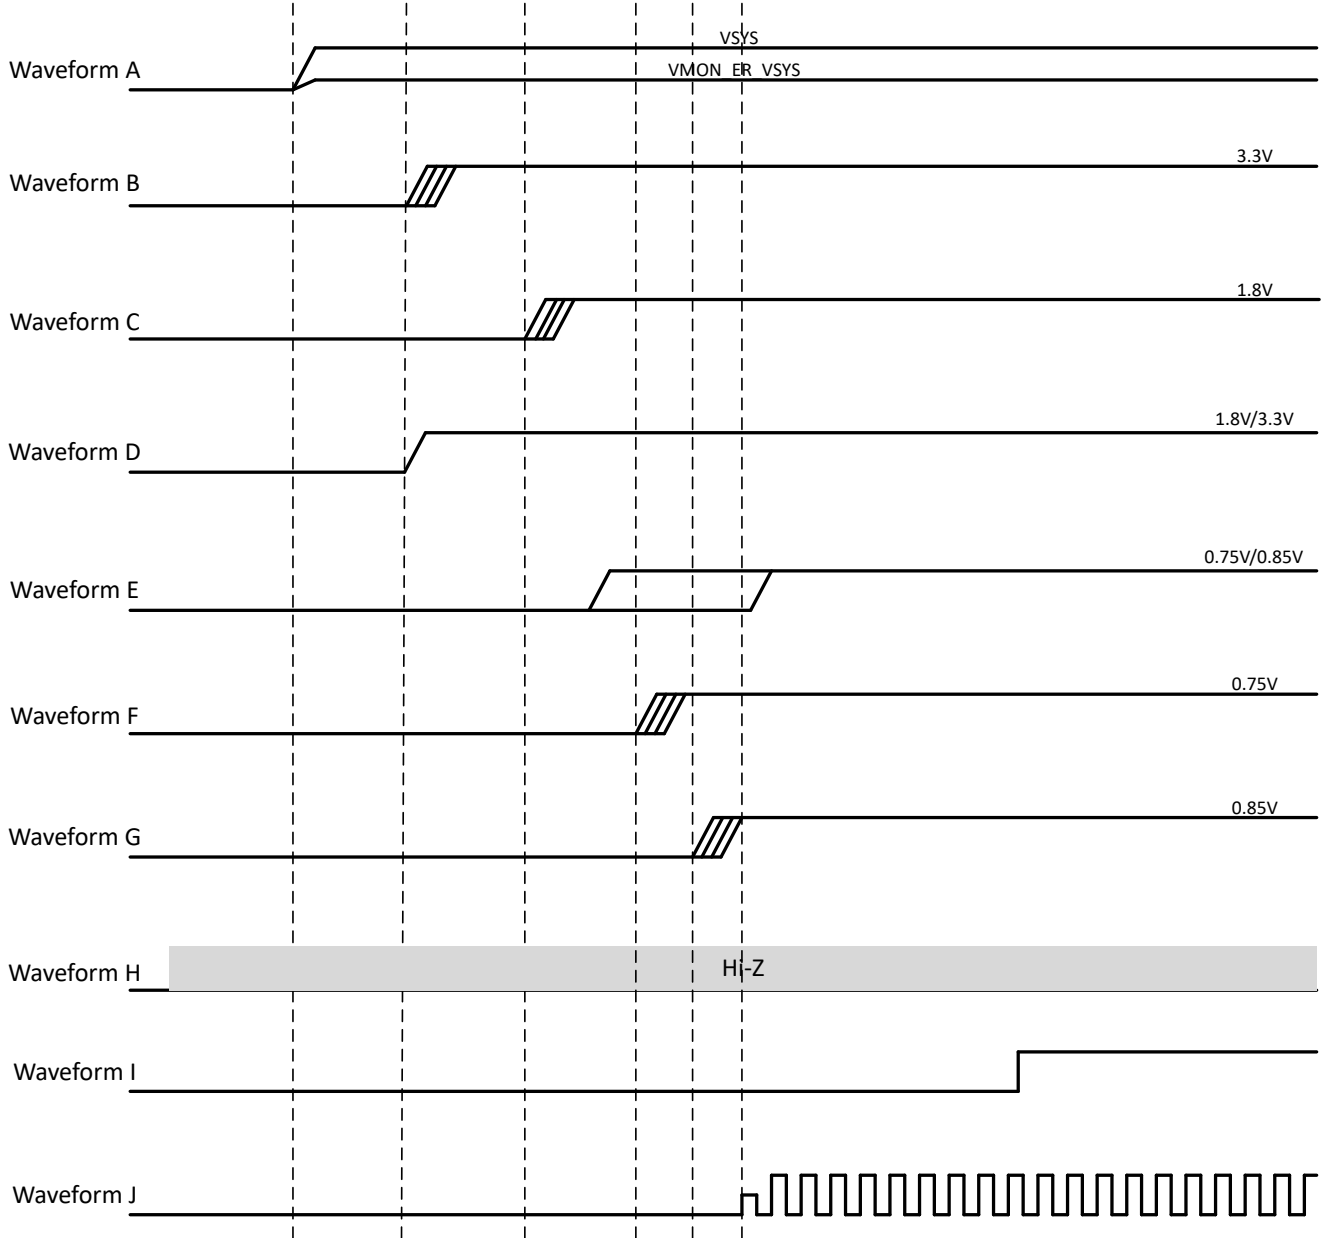 VSYS
Waveform A
VMON_ER_VSYS
3.3V
Waveform B
1.8V
Waveform C
1.8V/3.3V
Waveform D
0.75V/0.85V
Waveform E
0.75V
Waveform F
0.85V
Waveform G
Waveform H
Hi-Z
Waveform I
Waveform J